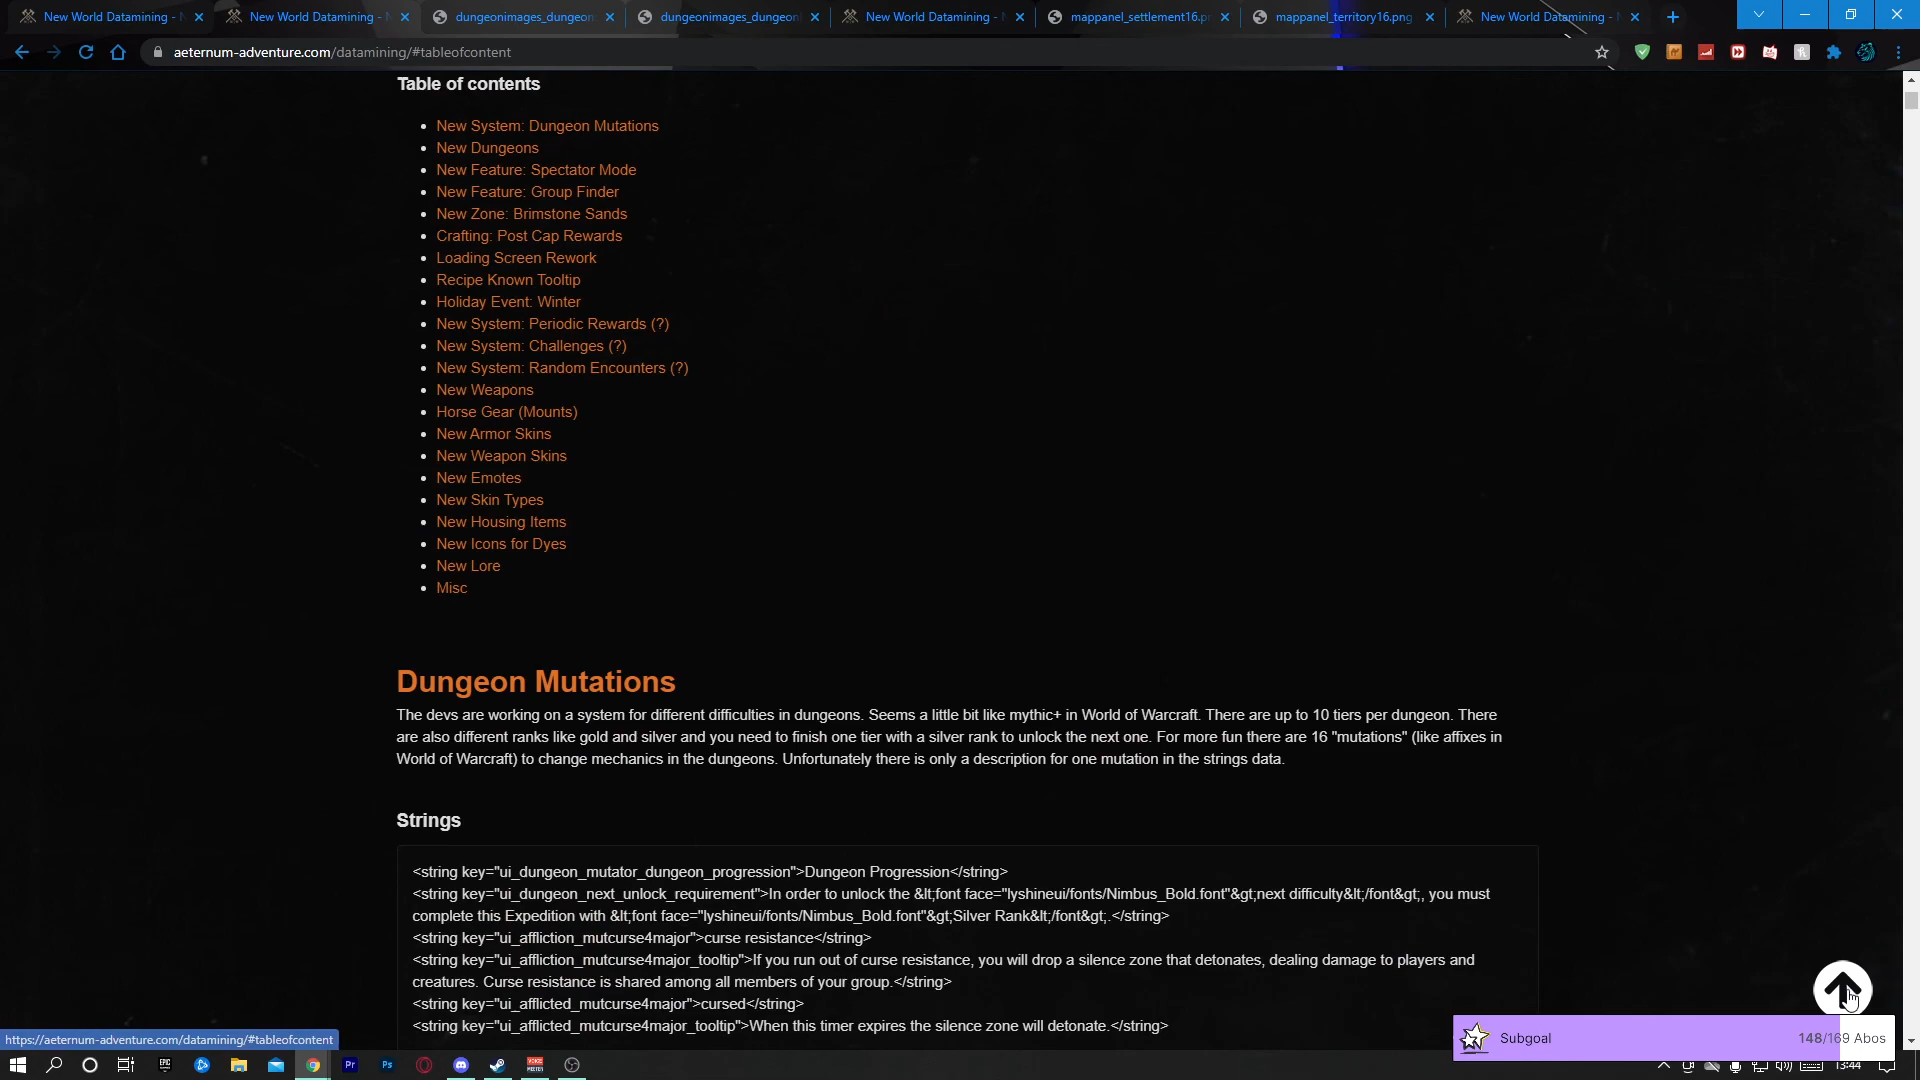 New World Datamining - N
New World Datamining - N
dungeonimages_dungeon
dungeonimages_dungeon
New World Datamining - N
mappanel_settlement16.pn
mappanel_territory16.png
New World Datamining - N
aeternum-adventure.com/datamining/#tableofcontent
Table of contents
New System: Dungeon Mutations
New Dungeons
New Feature: Spectator Mode
New Feature: Group Finder
New Zone: Brimstone Sands
Crafting: Post Cap Rewards
Loading Screen Rework
Recipe Known Tooltip
Holiday Event: Winter
New System: Periodic Rewards (?)
New System: Challenges (?)
New System: Random Encounters (?)
New Weapons
Horse Gear (Mounts)
New Armor Skins
New Weapon Skins
New Emotes
New Skin Types
New Housing Items
New Icons for Dyes
New Lore
Misc
Dungeon Mutations
The devs are working on a system for different difficulties in dungeons. Seems a little bit like mythic+ in World of Warcraft. There are up to 10 tiers per dungeon. There
are also different ranks like gold and silver and you need to finish one tier with a silver rank to unlock the next one. For more fun there are 16 "mutations" (like affixes in
World of Warcraft) to change mechanics in the dungeons. Unfortunately there is only a description for one mutation in the strings data.
Strings
<string key="ui_dungeon_mutator_dungeon_progression">Dungeon Progression</string>
<string key="ui_dungeon_next_unlock_requirement">In order to unlock the &lt;font face="lyshineui/fonts/Nimbus_Bold.font"&gt;next difficulty&lt;/font&gt;, you must
complete this Expedition with &lt;font face="lyshineui/fonts/Nimbus_Bold.font"&gt;Silver Rank&lt;/font&gt;.</string>
<string key="ui_affliction_mutcurse4major">curse resistance</string>
<string key="ui_affliction_mutcurse4major_tooltip">If you run out of curse resistance, you will drop a silence zone that detonates, dealing damage to players and
creatures. Curse resistance is shared among all members of your group.</string>
<string key="ui_afflicted_mutcurse4major">cursed</string>
<string key="ui_afflicted_mutcurse4major_tooltip">When this timer expires the silence zone will detonate.</string>
https://aeternum-adventure.com/datamining/#tableofcontent
Subgoal 148/169 Abos
EPIC
Pr
Ps
13:44